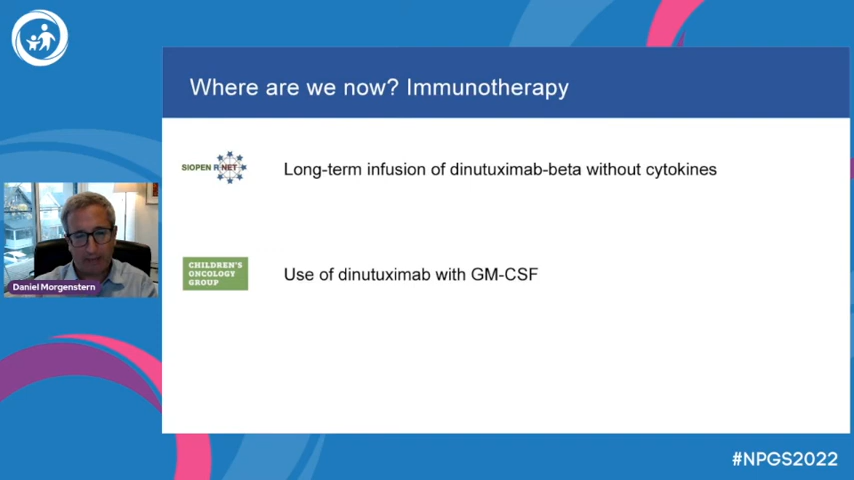 Where are we now? Immunotherapy
SIOPEN R NET
Long-term infusion of dinutuximab-beta without cytokines
CHILDREN'S
ONCOLOGY
GROUP
Use of dinutuximab with GM-CSF
Daniel Morgenstern
#NPGS2022